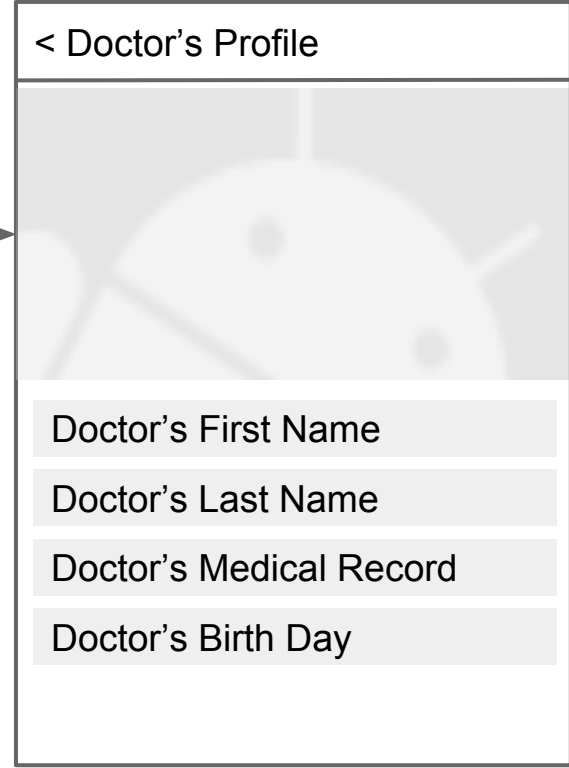 < Doctor’s Profile
Doctor’s First Name
Doctor’s Last Name
Doctor’s Medical Record
Doctor’s Birth Day